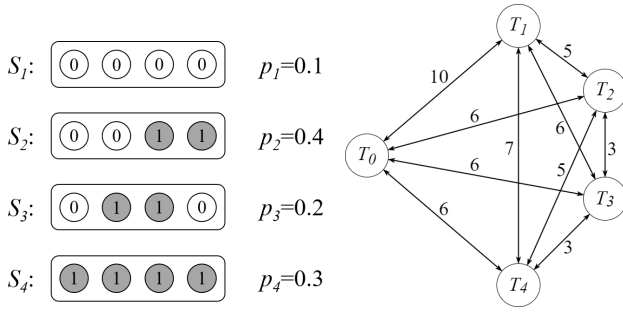 S1: 0 0 0 0 p1=0.1
S2: 0 0 1 1 p2=0.4
S3: 0 1 1 0 p3=0.2
S4: 1 1 1 1 p4=0.3
T1
5
10
T2
6
6
3
7
T0
5
6
T3
6
3
T4